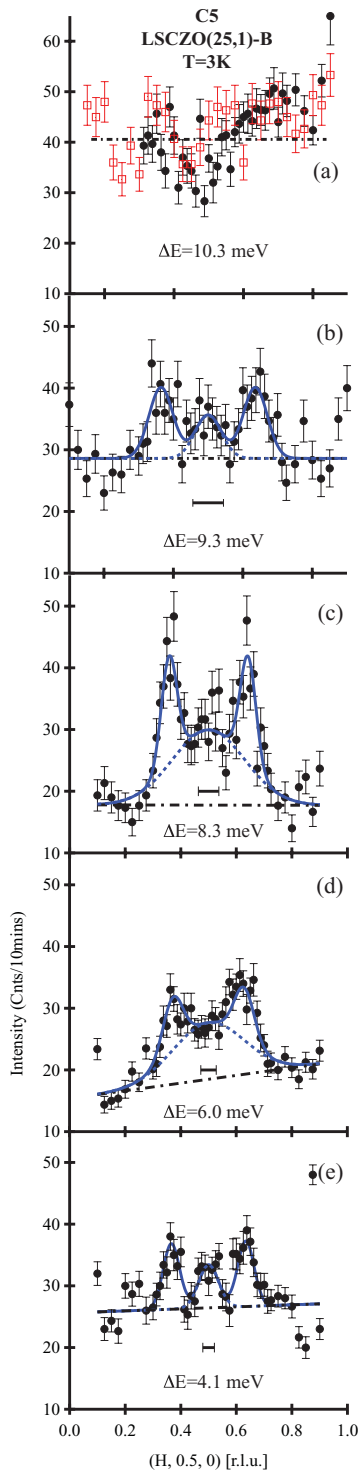 C5
LSCZO(25,1)-B
T=3K
60
50
40
30
20
10
(a)
ΔE=10.3 meV
50
40
30
20
10
(b)
ΔE=9.3 meV
50
40
30
20
10
(c)
ΔE=8.3 meV
50
40
30
20
10
(d)
ΔE=6.0 meV
50
40
30
20
10
(e)
ΔE=4.1 meV
Intensity (Cnts/10mins)
0.0 0.2 0.4 0.6 0.8 1.0
(H, 0.5, 0) [r.l.u.]